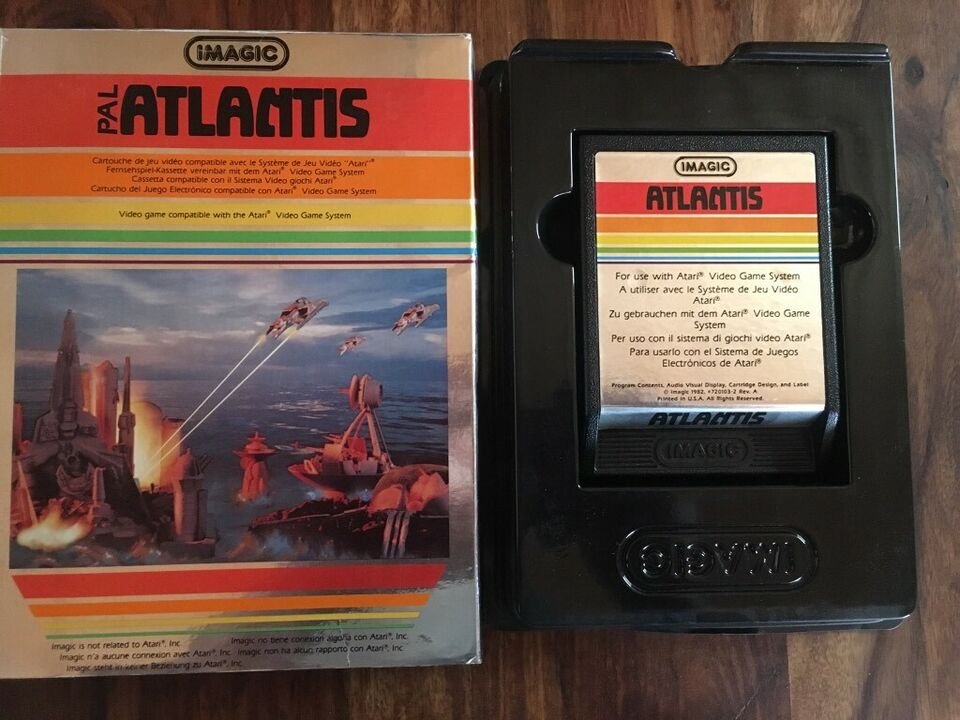 iMAGIC
PAL ATLANTIS
Cartouche de jeu vidéo compatible avec le Système de Jeu Vidéo "Atari"®
Fernsehspiel-Kassette vereinbar mit dem Atari® Video Game System
Cassetta compatibile con il Sistema Video giochi Atari®
Cartucho del Juego Electrónico compatible con Atari® Video Game System
Video game compatible with the Atari® Video Game System
Imagic is not related to Atari®, Inc.
Imagic no tiene conexion algo/ia con Atari®, Inc.
Imagic n'a aucune connexion avec Atari®, Inc.
Imagic non ha alcun rapporto con Atari®, Inc
Imagic steht in keiner Beziehung zu Atari®, Inc.
iMAGIC
ATLANTIS
For use with Atari® Video Game System
A utiliser avec le Système de Jeu Vidéo
Atari®
Zu gebrauchen mit dem Atari® Video Game
System
Per uso con il sistema di giochi video Atari®
Para usarlo con el Sistema de Juegos
Electrónicos de Atari®
Program Contents, Audio Visual Display, Cartridge Design, and Label
© Imagic 1982, #720103-2 Rev. A
Printed in U.S.A. All Rights Reserved.
ATLANTIS
iMAGIC
iMAGIC